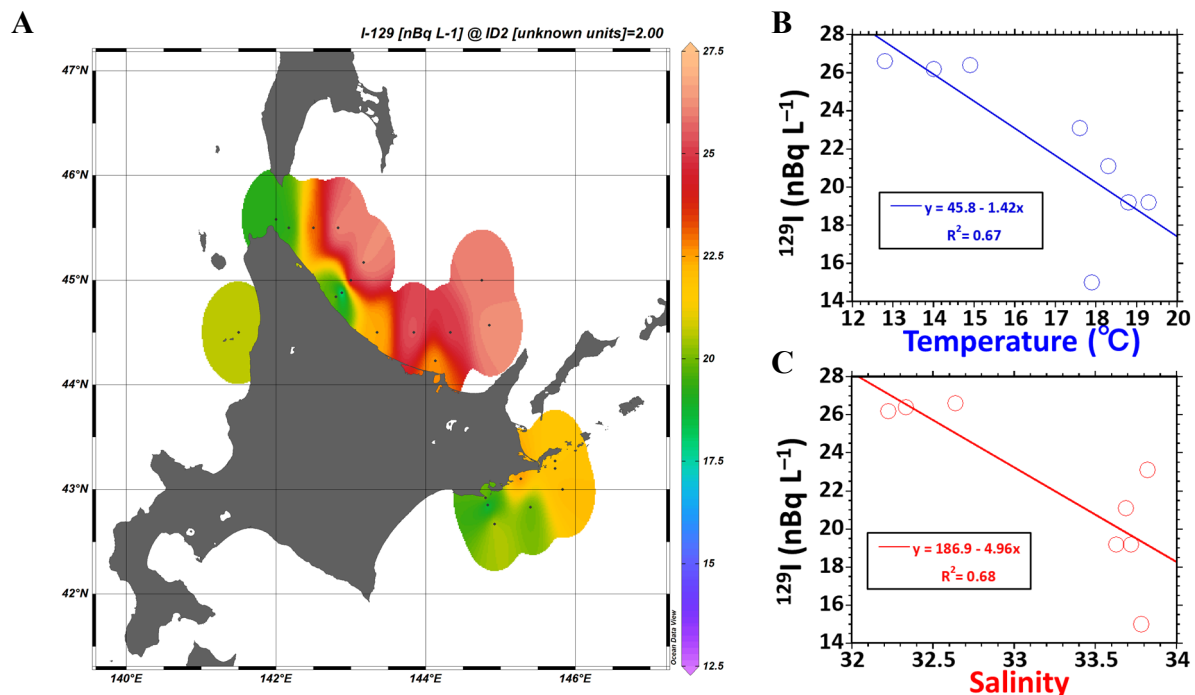 A
I-129 [nBq L-1] @ ID2 [unknown units]=2.00
47°N
46°N
45°N
44°N
43°N
42°N
140°E
142°E
144°E
146°E
27.5
25
22.5
20
17.5
15
12.5
Ocean Data View
B
28
26
24
22
20
18
16
14
12 13 14 15 16 17 18 19 20
¹²⁹I (nBq L⁻¹)
Temperature (℃)
y = 45.8 - 1.42x
R²= 0.67
C
28
26
24
22
20
18
16
14
32 32.5 33 33.5 34
¹²⁹I (nBq L⁻¹)
Salinity
y = 186.9 - 4.96x
R²= 0.68